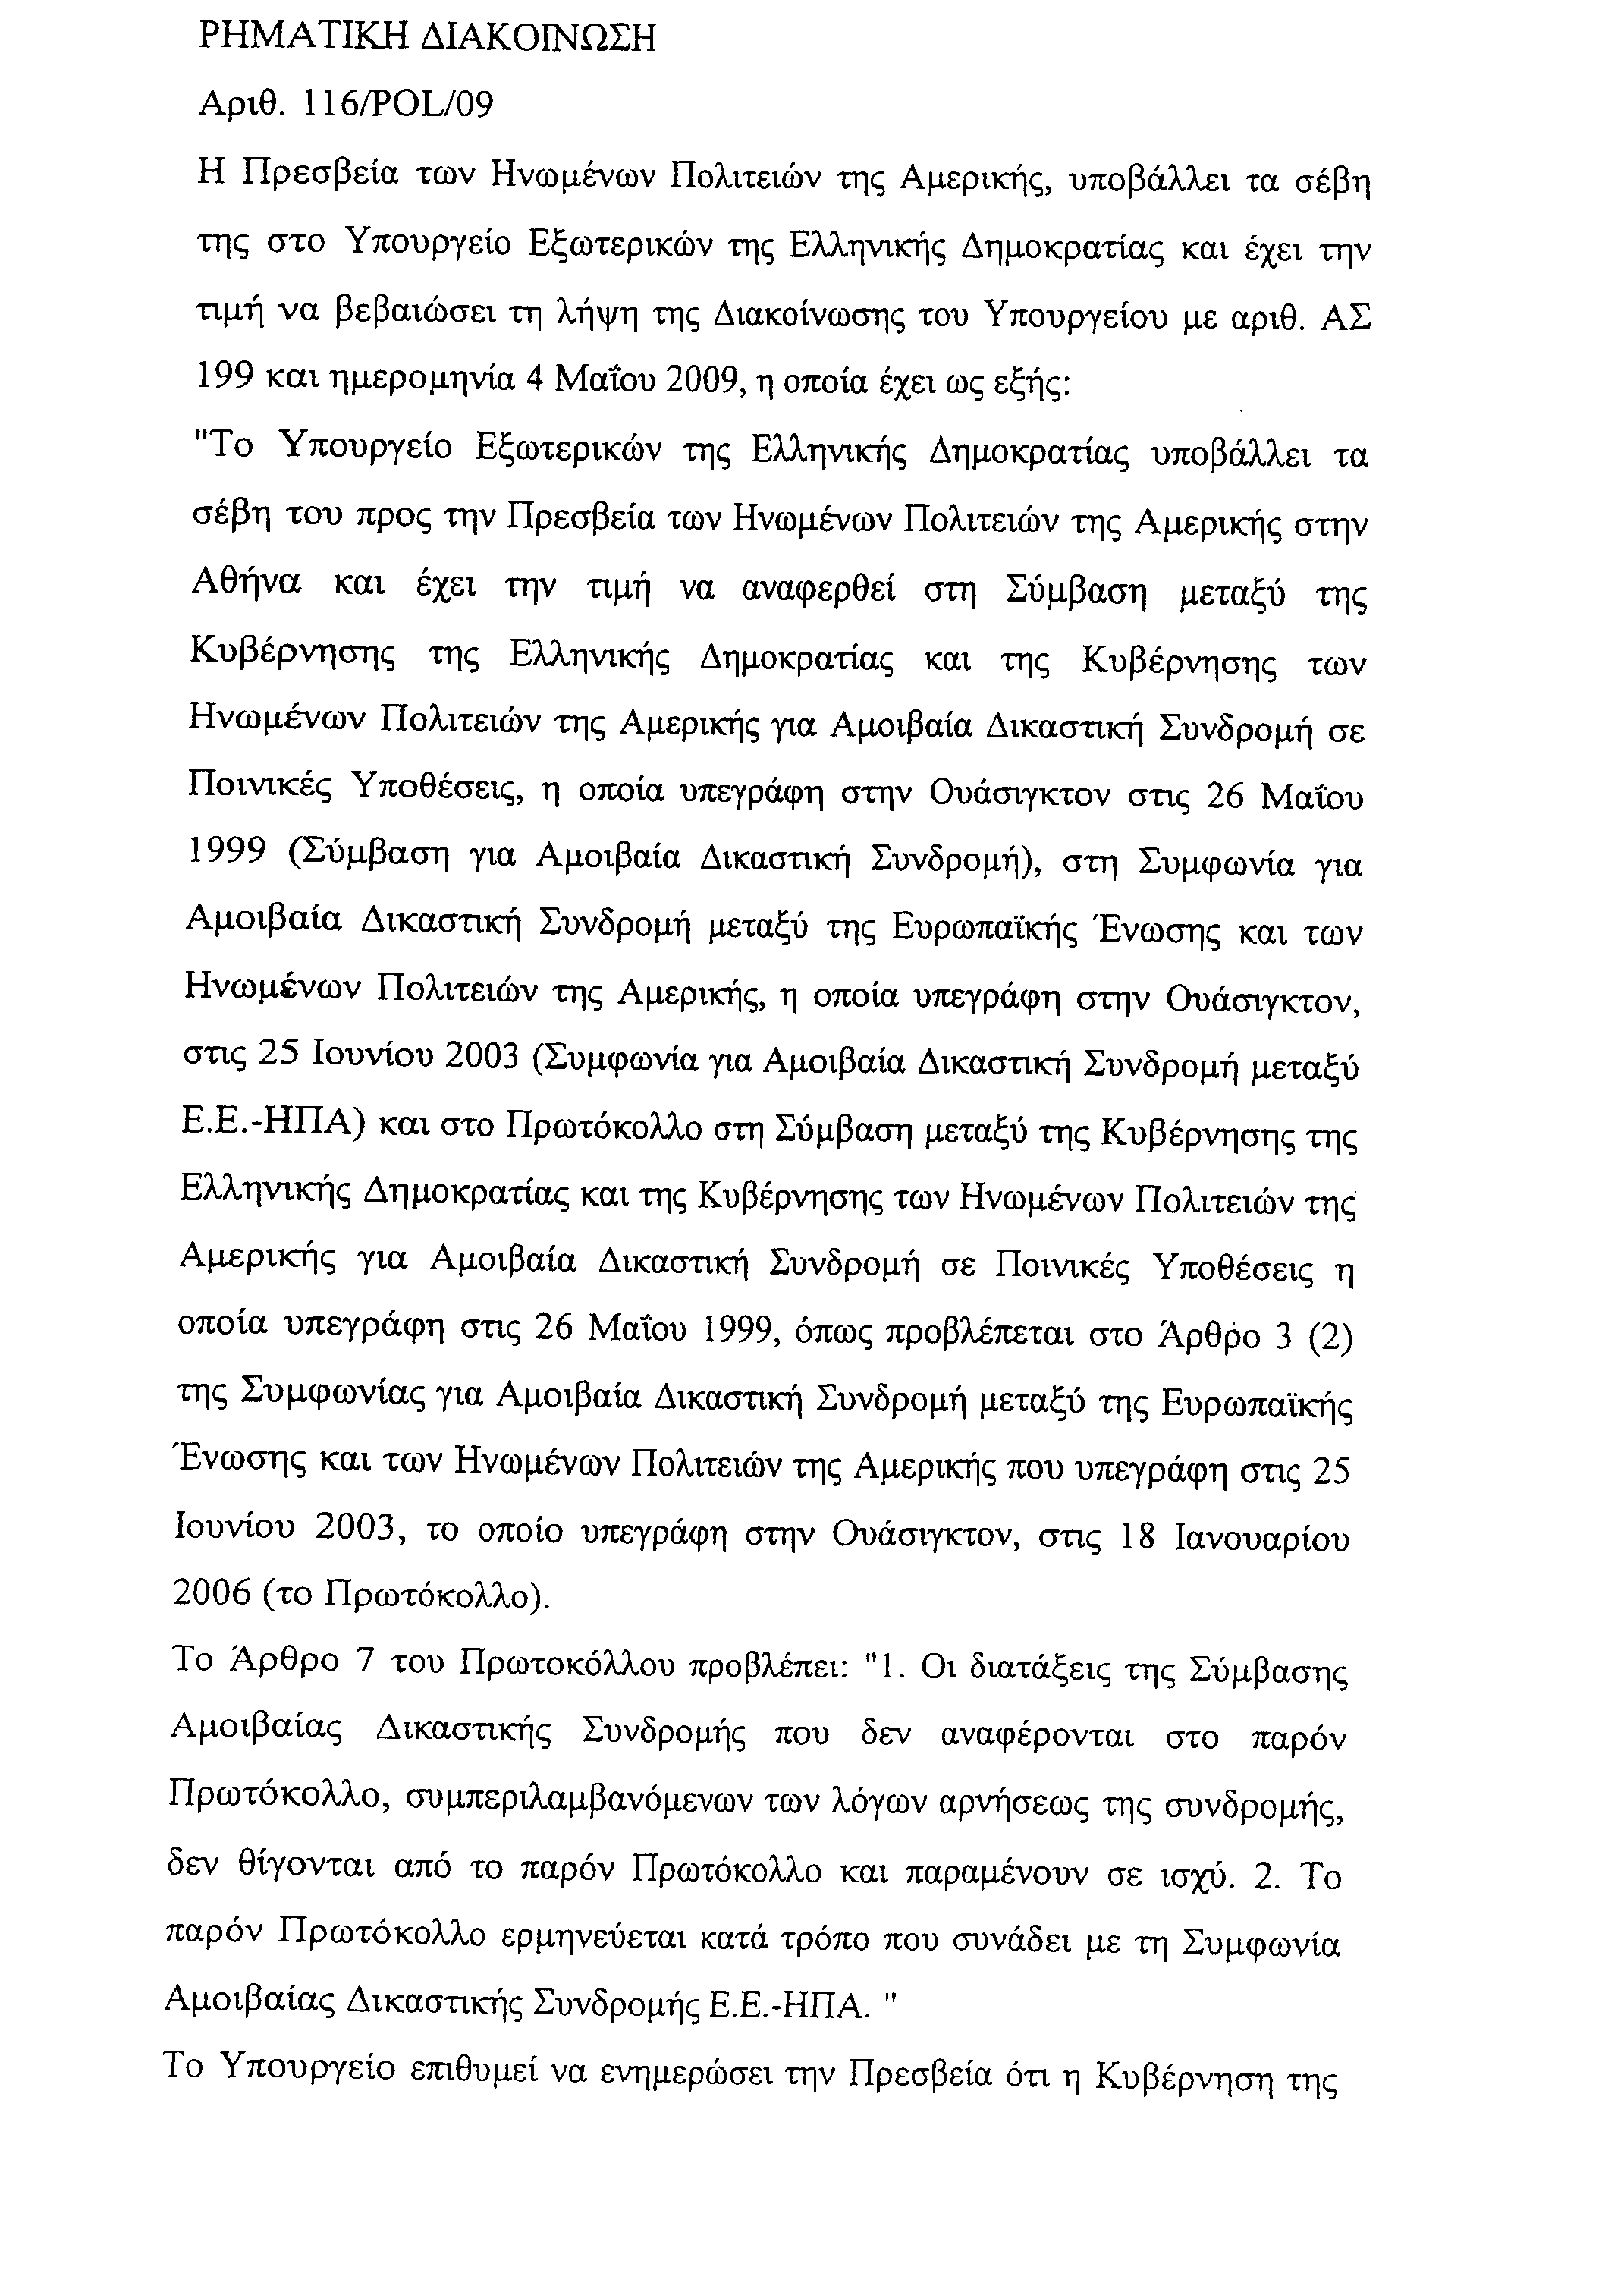 ΡΗΜΑΤΙΚΗ ΔΙΑΚΟΙΝΩΣΗ
Αριθ. 116/POL/09
Η Πρεσβεία των Ηνωμένων Πολιτειών της Αμερικής, υποβάλλει τα σέβη
της στο Υπουργείο Εξωτερικών της Ελληνικής Δημοκρατίας και έχει την
τιμή να βεβαιώσει τη λήψη της Διακοίνωσης του Υπουργείου με αριθ. ΑΣ
199 και ημερομηνία 4 Μαΐου 2009, η οποία έχει ως εξής:
"Το Υπουργείο Εξωτερικών της Ελληνικής Δημοκρατίας υποβάλλει τα
σέβη του προς την Πρεσβεία των Ηνωμένων Πολιτειών της Αμερικής στην
Αθήνα και έχει την τιμή να αναφερθεί στη Σύμβαση μεταξύ της
Κυβέρνησης της Ελληνικής Δημοκρατίας και της Κυβέρνησης των
Ηνωμένων Πολιτειών της Αμερικής για Αμοιβαία Δικαστική Συνδρομή σε
Ποινικές Υποθέσεις, η οποία υπεγράφη στην Ουάσιγκτον στις 26 Μαΐου
1999 (Σύμβαση για Αμοιβαία Δικαστική Συνδρομή), στη Συμφωνία για
Αμοιβαία Δικαστική Συνδρομή μεταξύ της Ευρωπαϊκής Ένωσης και των
Ηνωμένων Πολιτειών της Αμερικής, η οποία υπεγράφη στην Ουάσιγκτον,
στις 25 Ιουνίου 2003 (Συμφωνία για Αμοιβαία Δικαστική Συνδρομή μεταξύ
Ε.Ε.-ΗΠΑ) και στο Πρωτόκολλο στη Σύμβαση μεταξύ της Κυβέρνησης της
Ελληνικής Δημοκρατίας και της Κυβέρνησης των Ηνωμένων Πολιτειών της
Αμερικής για Αμοιβαία Δικαστική Συνδρομή σε Ποινικές Υποθέσεις η
οποία υπεγράφη στις 26 Μαΐου 1999, όπως προβλέπεται στο Άρθρο 3 (2)
της Συμφωνίας για Αμοιβαία Δικαστική Συνδρομή μεταξύ της Ευρωπαϊκής
Ένωσης και των Ηνωμένων Πολιτειών της Αμερικής που υπεγράφη στις 25
Ιουνίου 2003, το οποίο υπεγράφη στην Ουάσιγκτον, στις 18 Ιανουαρίου
2006 (το Πρωτόκολλο).
Το Άρθρο 7 του Πρωτοκόλλου προβλέπει: "1. Οι διατάξεις της Σύμβασης
Αμοιβαίας Δικαστικής Συνδρομής που δεν αναφέρονται στο παρόν
Πρωτόκολλο, συμπεριλαμβανόμενων των λόγων αρνήσεως της συνδρομής,
δεν θίγονται από το παρόν Πρωτόκολλο και παραμένουν σε ισχύ. 2. Το
παρόν Πρωτόκολλο ερμηνεύεται κατά τρόπο που συνάδει με τη Συμφωνία
Αμοιβαίας Δικαστικής Συνδρομής Ε.Ε.-ΗΠΑ. "
Το Υπουργείο επιθυμεί να ενημερώσει την Πρεσβεία ότι η Κυβέρνηση της